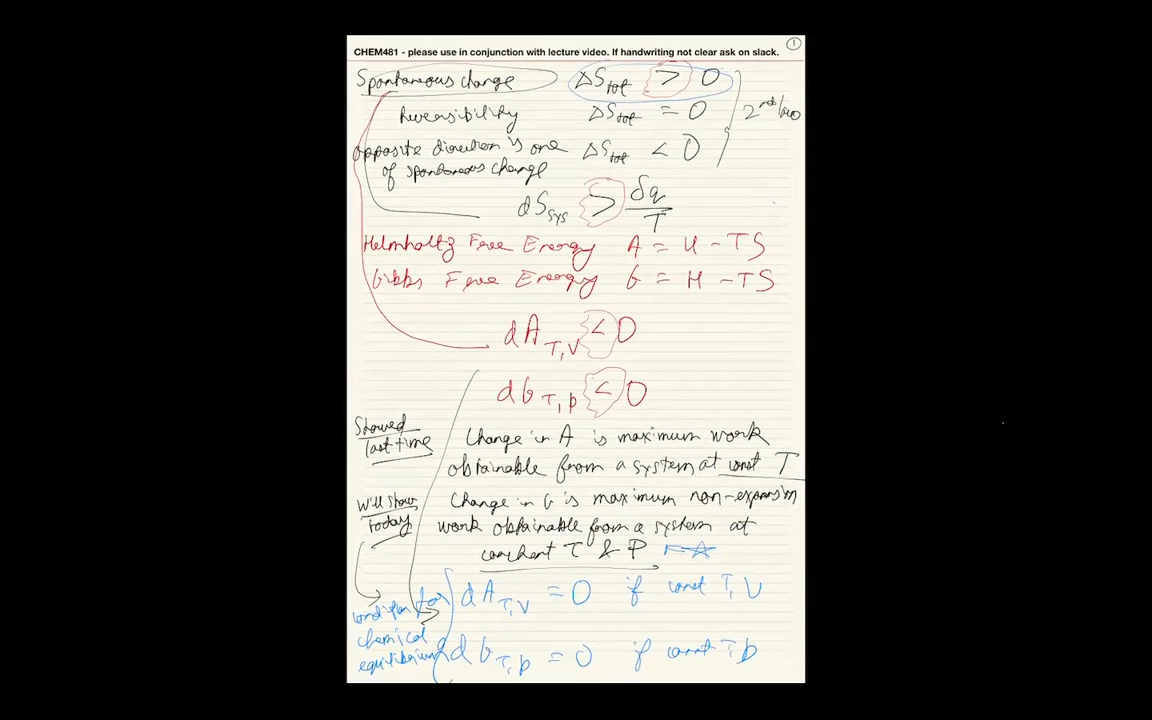 1
CHEM481 - please use in conjunction with lecture video. If handwriting not clear ask on slack.
Spontaneous change ΔS_tot > 0
Reversibility ΔS_tot = 0 2nd law
opposite direction is one ΔS_tot < 0
of spontaneous change
dS_sys > δq/T
Helmholtz Free Energy A = U - TS
Gibbs Free Energy G = H - TS
dA_T,V < 0
dG_T,p < 0
Showed
last time
Change in A is maximum work
obtainable from a system at const T
Will show
Today
Change in G is maximum non-expansion
work obtainable from a system at
constant T & P
condition for
chemical
equilibrium
dA_T,V = 0 if const T, V
dG_T,p = 0 if const T, p